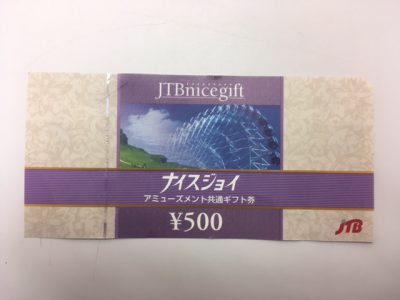 JTBnicegift
ナイスジョイ
アミューズメント共通ギフト券
¥500
JTB